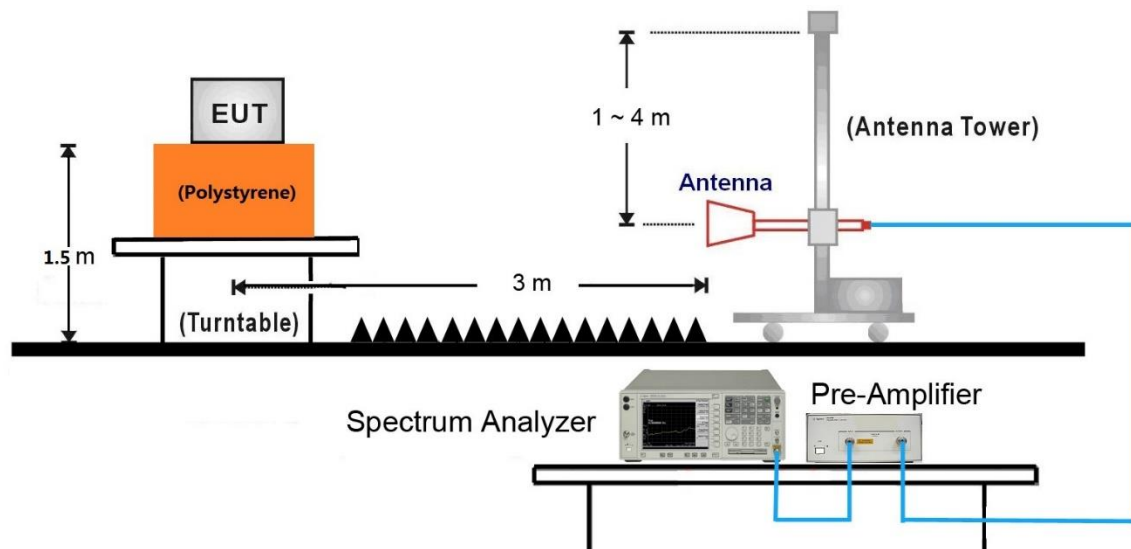 EUT
(Polystyrene)
1.5 m
(Turntable)
3 m
1 ~ 4 m
Antenna
(Antenna Tower)
Spectrum Analyzer
Pre-Amplifier